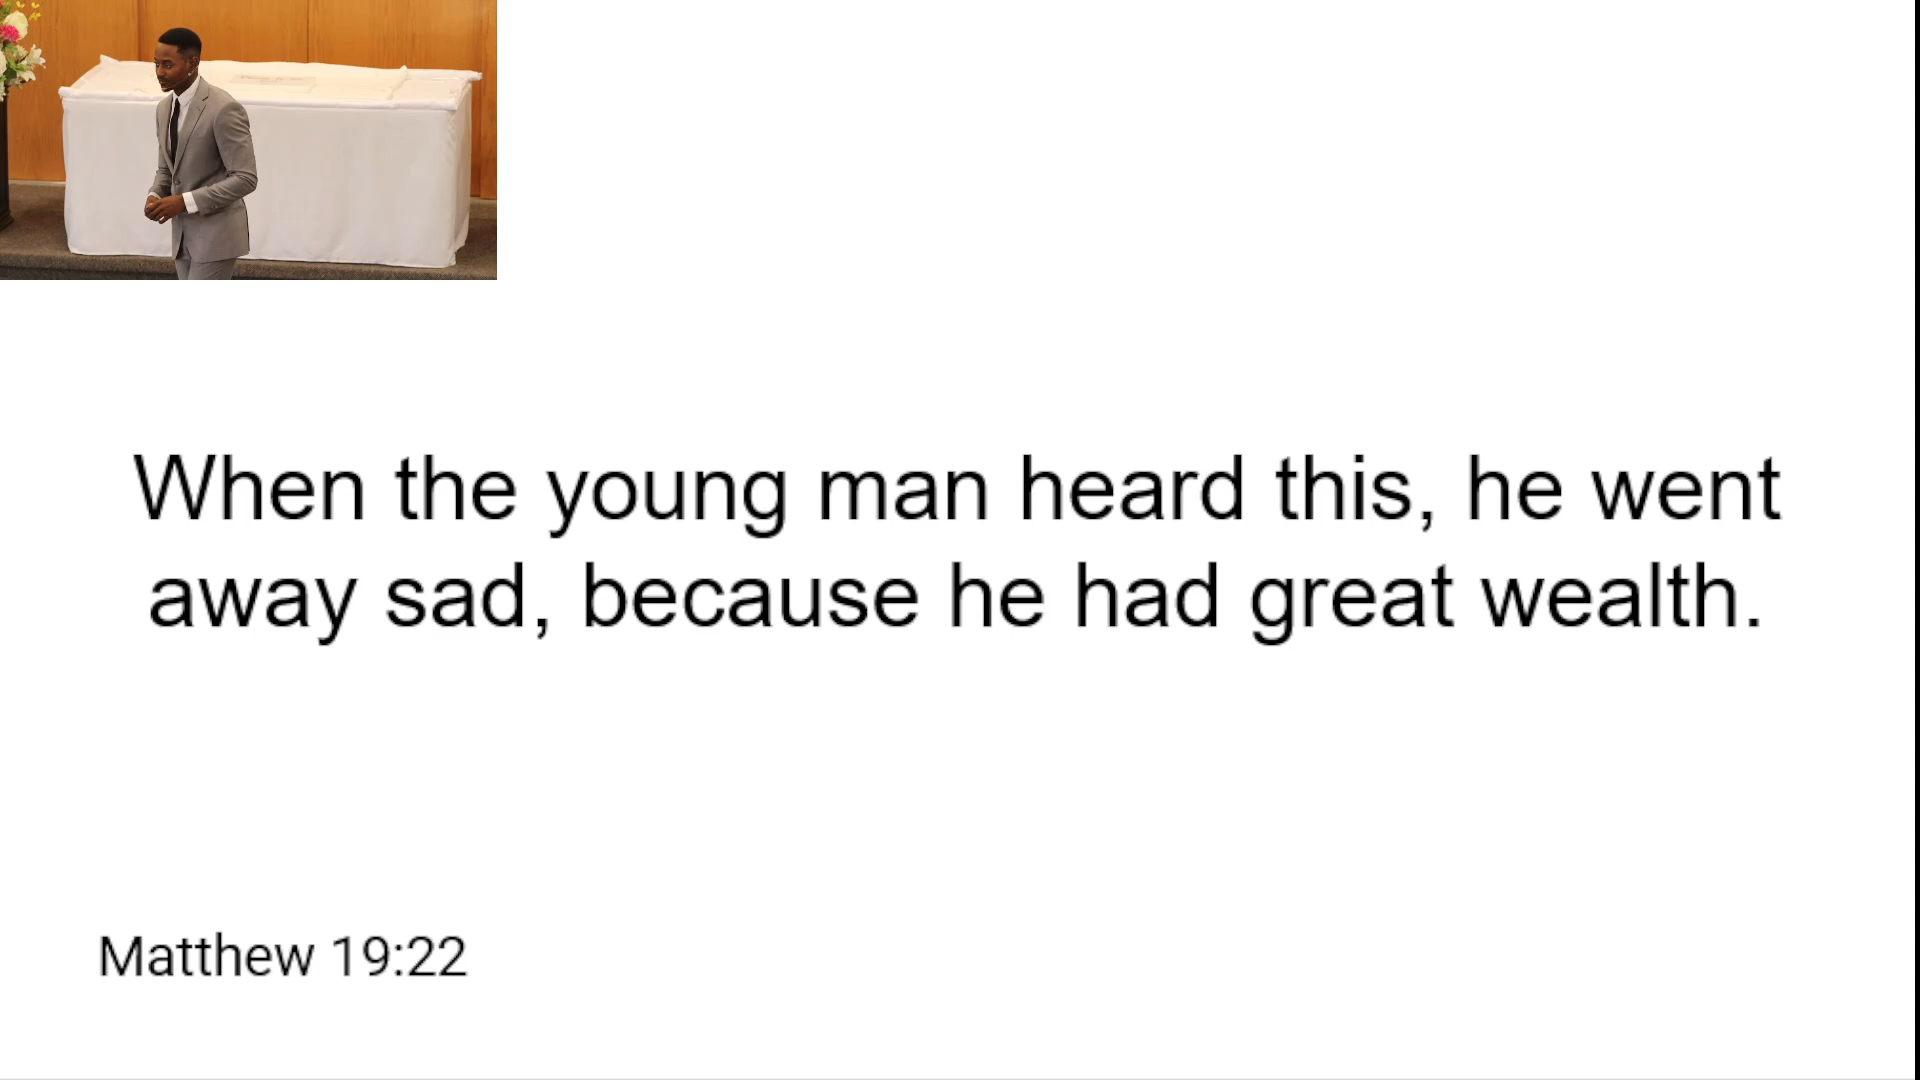 When the young man heard this, he went
away sad, because he had great wealth.
Matthew 19:22